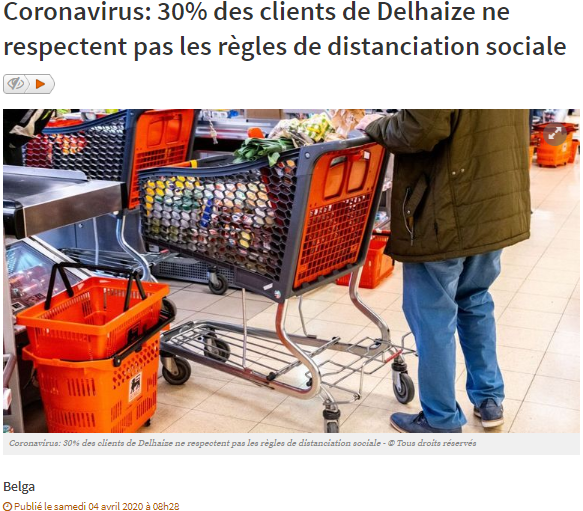 Coronavirus: 30% des clients de Delhaize ne
respectent pas les règles de distanciation sociale
Coronavirus: 30% des clients de Delhaize ne respectent pas les règles de distanciation sociale - © Tous droits réservés
Belga
Publié le samedi 04 avril 2020 à 08h28